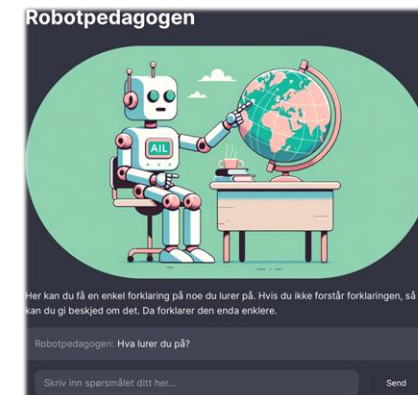 Robotpedagogen
AIL
Her kan du få en enkel forklaring på noe du lurer på. Hvis du ikke forstår forklaringen, så
kan du gi beskjed om det. Da forklarer den enda enklere.
Robotpedagogen: Hva lurer du på?
Skriv inn spørsmålet ditt her...
Send